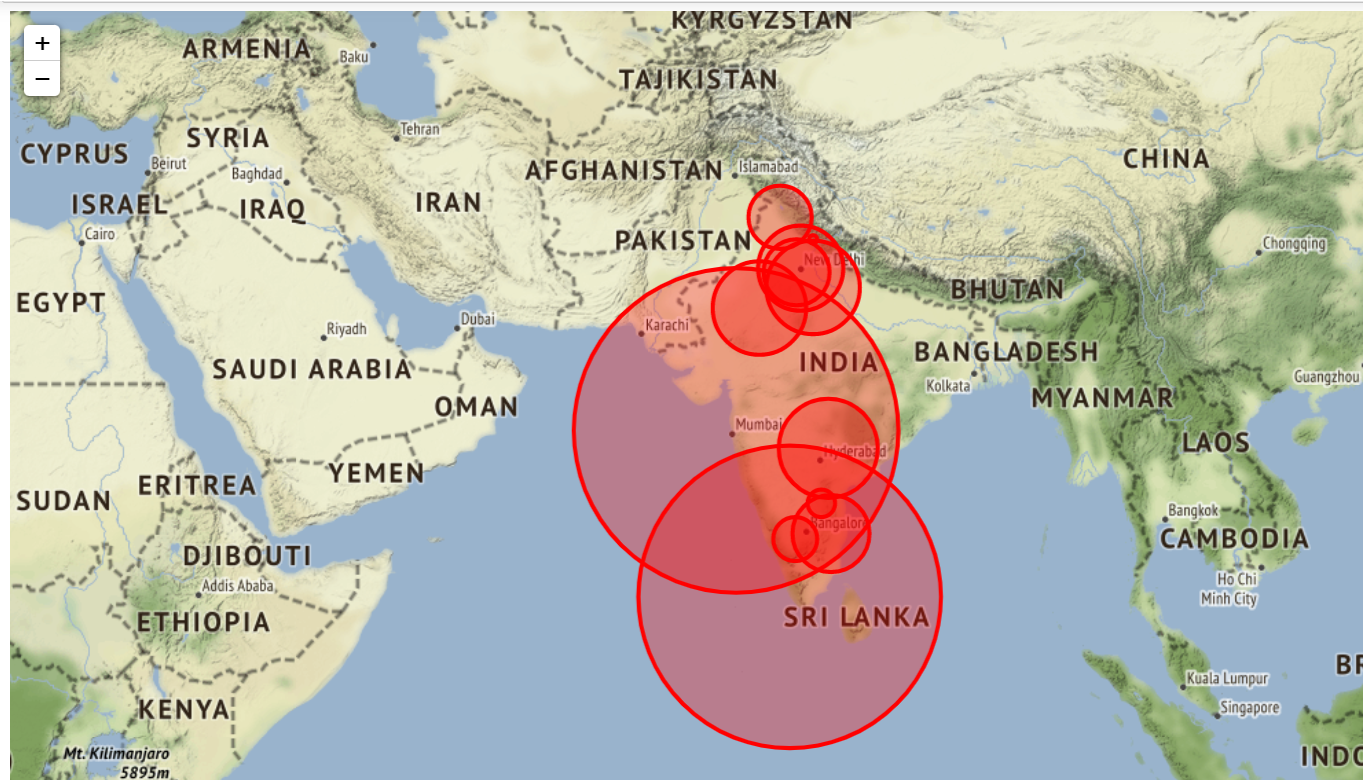 KYRGYZSTAN
+
ARMENIA
Baku
−
TAJIKISTAN
Tehran
SYRIA
CYPRUS
Beirut
Baghdad
AFGHANISTAN
Islamabad
CHINA
ISRAEL
IRAQ
IRAN
Cairo
PAKISTAN
Chongqing
New Delhi
EGYPT
BHUTAN
Riyadh
Dubai
Karachi
SAUDI ARABIA
INDIA
BANGLADESH
Kolkata
Guangzhou
OMAN
MYANMAR
Mumbai
LAOS
Hyderabad
YEMEN
ERITREA
SUDAN
Bangkok
Bangalore
CAMBODIA
DJIBOUTI
Addis Ababa
Ho Chi
Minh City
ETHIOPIA
SRI LANKA
BR
Kuala Lumpur
KENYA
Singapore
Mt. Kilimanjaro
5895m
INDO